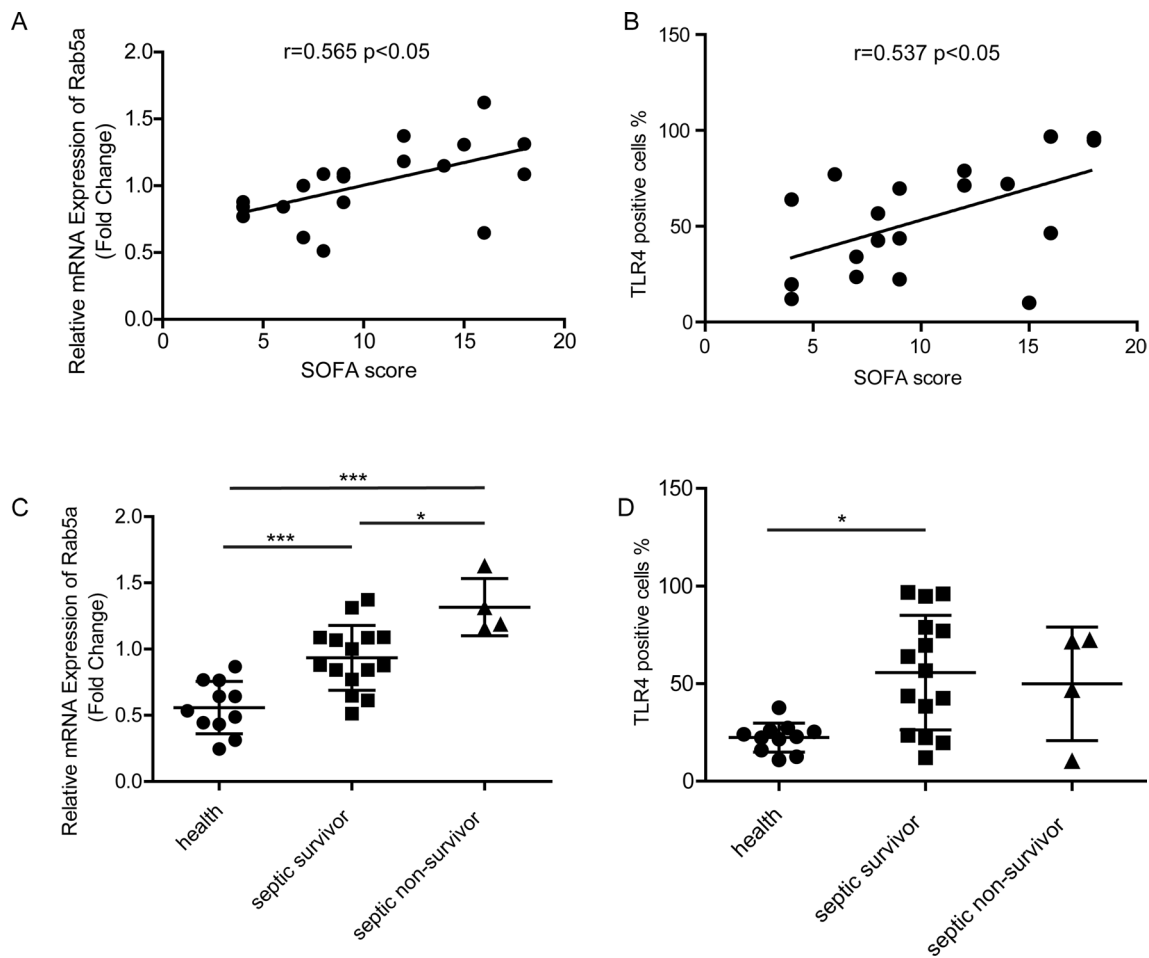 A
r=0.565 p<0.05
Relative mRNA Expression of Rab5a
(Fold Change)
2.0
1.5
1.0
0.5
0.0
0 5 10 15 20
SOFA score
B
r=0.537 p<0.05
TLR4 positive cells %
150
100
50
0
0 5 10 15 20
SOFA score
C
***
*
***
Relative mRNA Expression of Rab5a
(Fold Change)
2.0
1.5
1.0
0.5
0.0
health
septic survivor
septic non-survivor
D
*
TLR4 positive cells %
150
100
50
0
health
septic survivor
septic non-survivor